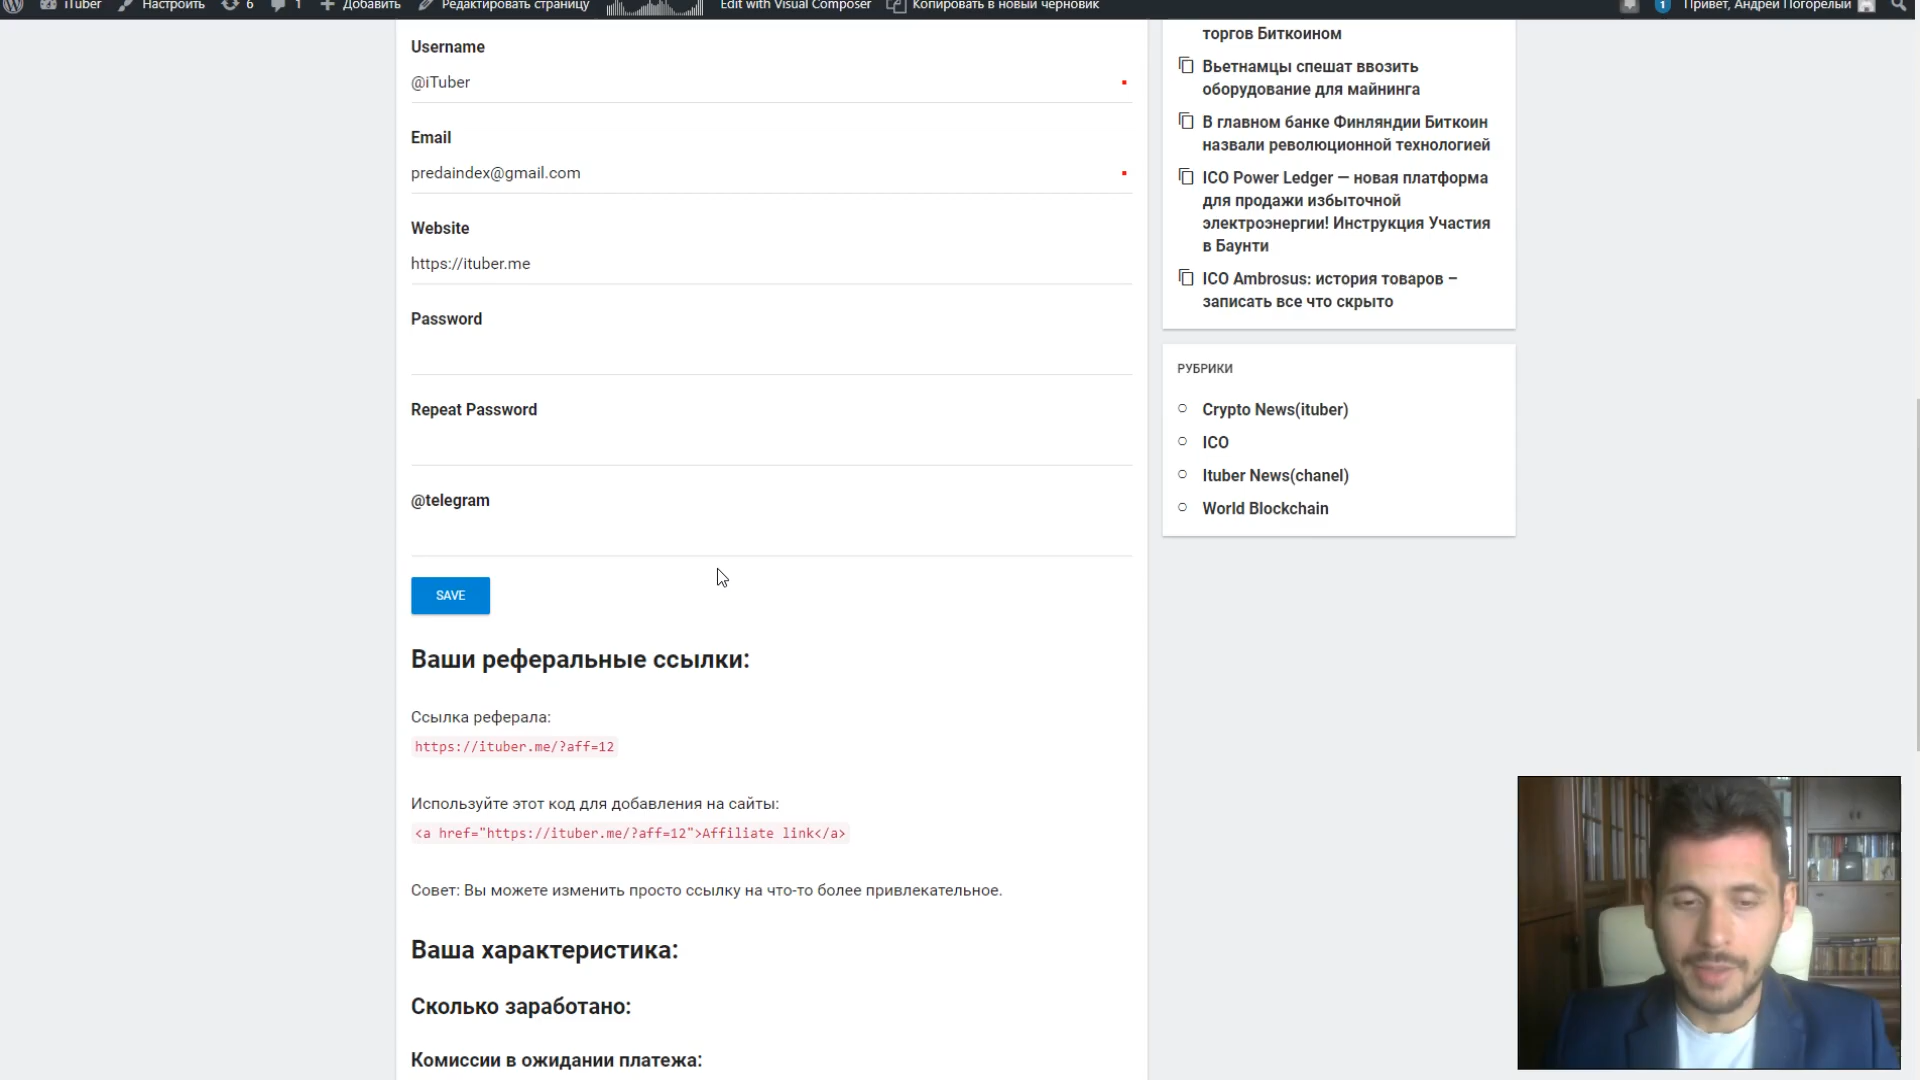 iTuber Настроить 6 1 Добавить Редактировать страницу Edit with Visual Composer Копировать в новый черновик 1 Привет, Андрей Погорелый
Username
@iTuber
Email
predaindex@gmail.com
Website
https://ituber.me
Password
Repeat Password
@telegram
SAVE
Ваши реферальные ссылки:
Ссылка реферала:
https://ituber.me/?aff=12
Используйте этот код для добавления на сайты:
<a href="https://ituber.me/?aff=12">Affiliate link</a>
Совет: Вы можете изменить просто ссылку на что-то более привлекательное.
Ваша характеристика:
Сколько заработано:
Комиссии в ожидании платежа:
торгов Биткоином
Вьетнамцы спешат ввозить
оборудование для майнинга
В главном банке Финляндии Биткоин
назвали революционной технологией
ICO Power Ledger — новая платформа
для продажи избыточной
электроэнергии! Инструкция Участия
в Баунти
ICO Ambrosus: история товаров –
записать все что скрыто
РУБРИКИ
Crypto News(ituber)
ICO
Ituber News(chanel)
World Blockchain